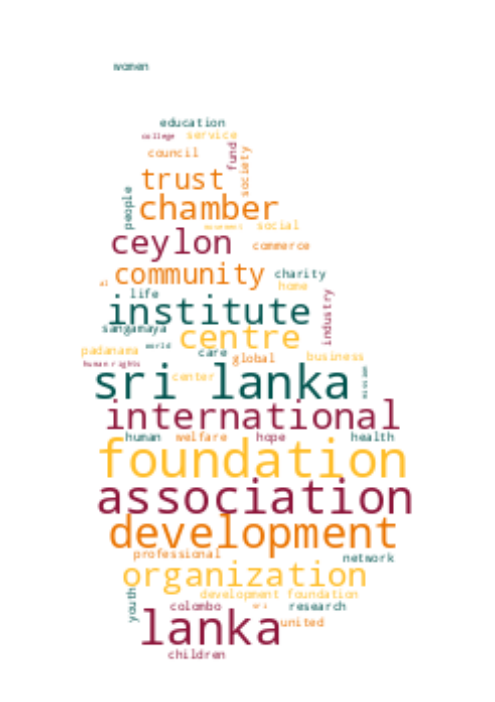 women
education
college service
council
fund
society
trust
people
chamber
movement social
ceylon commerce
community charity
al home
life
institute
industry
sangamaya
centre
world
padanama care global business
human rights
sri lanka
center
mission
international
human welfare hope health
foundation
association
development
professional network
organization
youth
development foundation
colombo sri research
lanka united
children